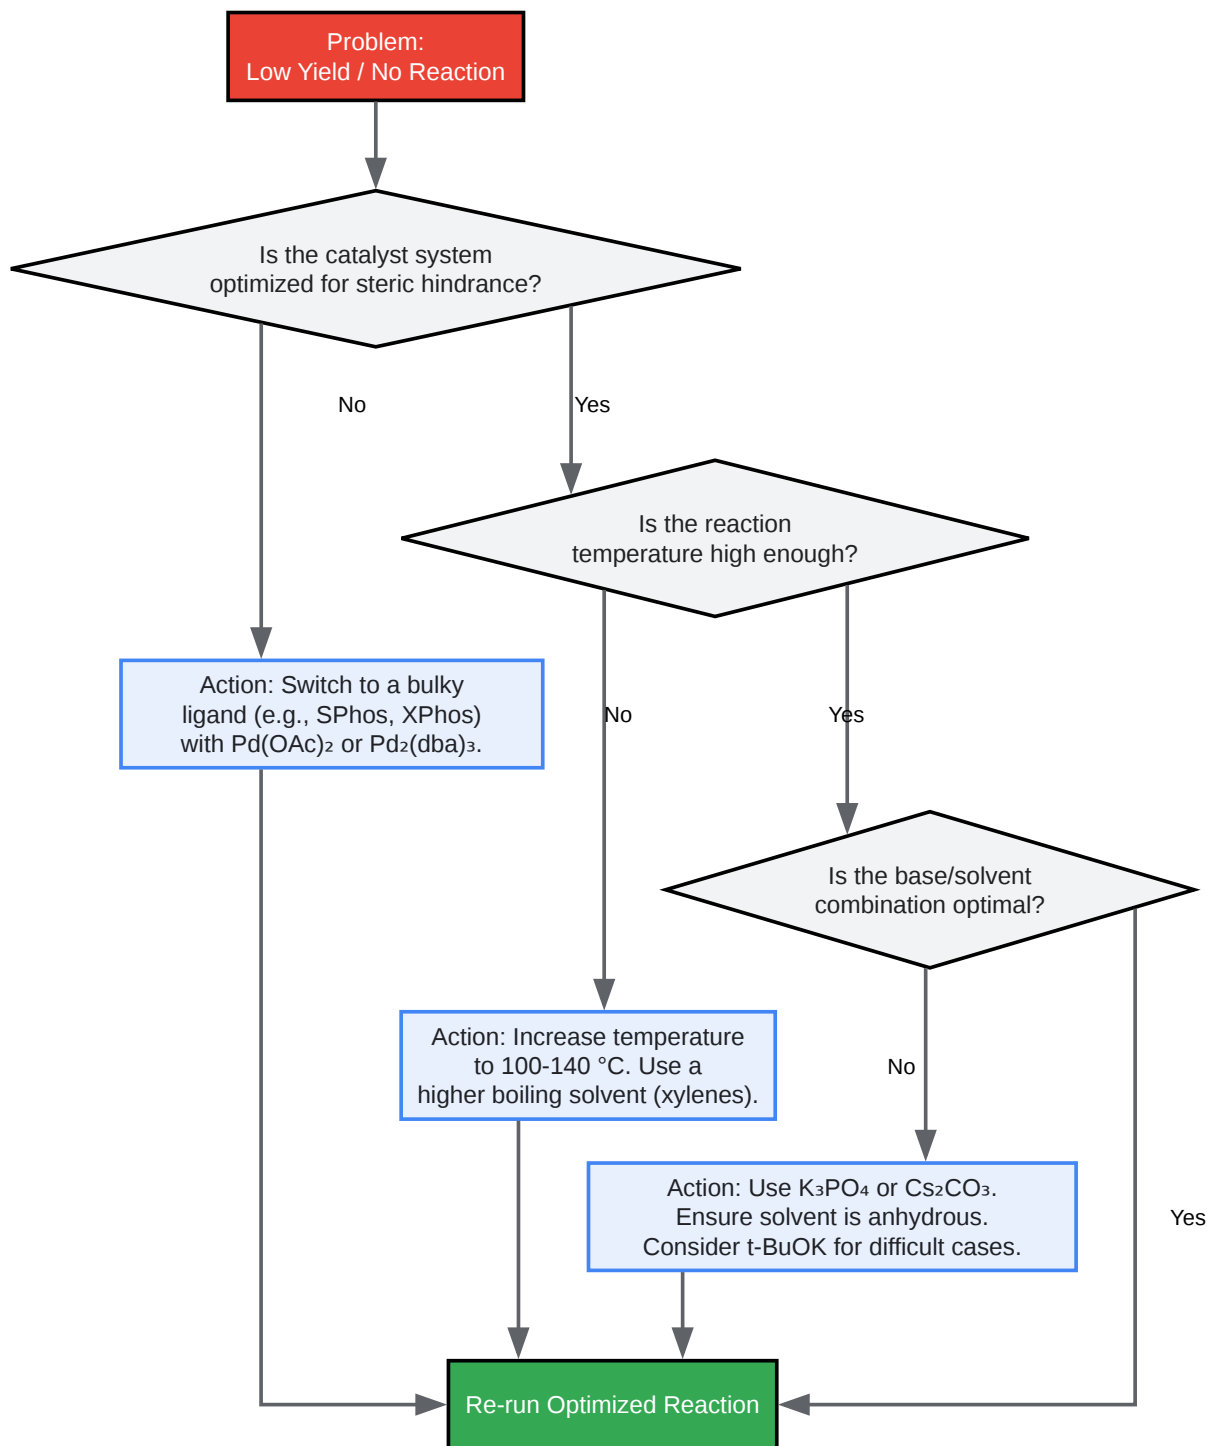 Problem:
Low Yield / No Reaction
Is the catalyst system
optimized for steric hindrance?
No
Yes
Is the reaction
temperature high enough?
Action: Switch to a bulky
ligand (e.g., SPhos, XPhos)
with Pd(OAc)₂ or Pd₂(dba)₃.
No
Yes
Is the base/solvent
combination optimal?
Action: Increase temperature
to 100-140 °C. Use a
higher boiling solvent (xylenes).
No
Action: Use K₃PO₄ or Cs₂CO₃.
Ensure solvent is anhydrous.
Consider t-BuOK for difficult cases.
Yes
Re-run Optimized Reaction